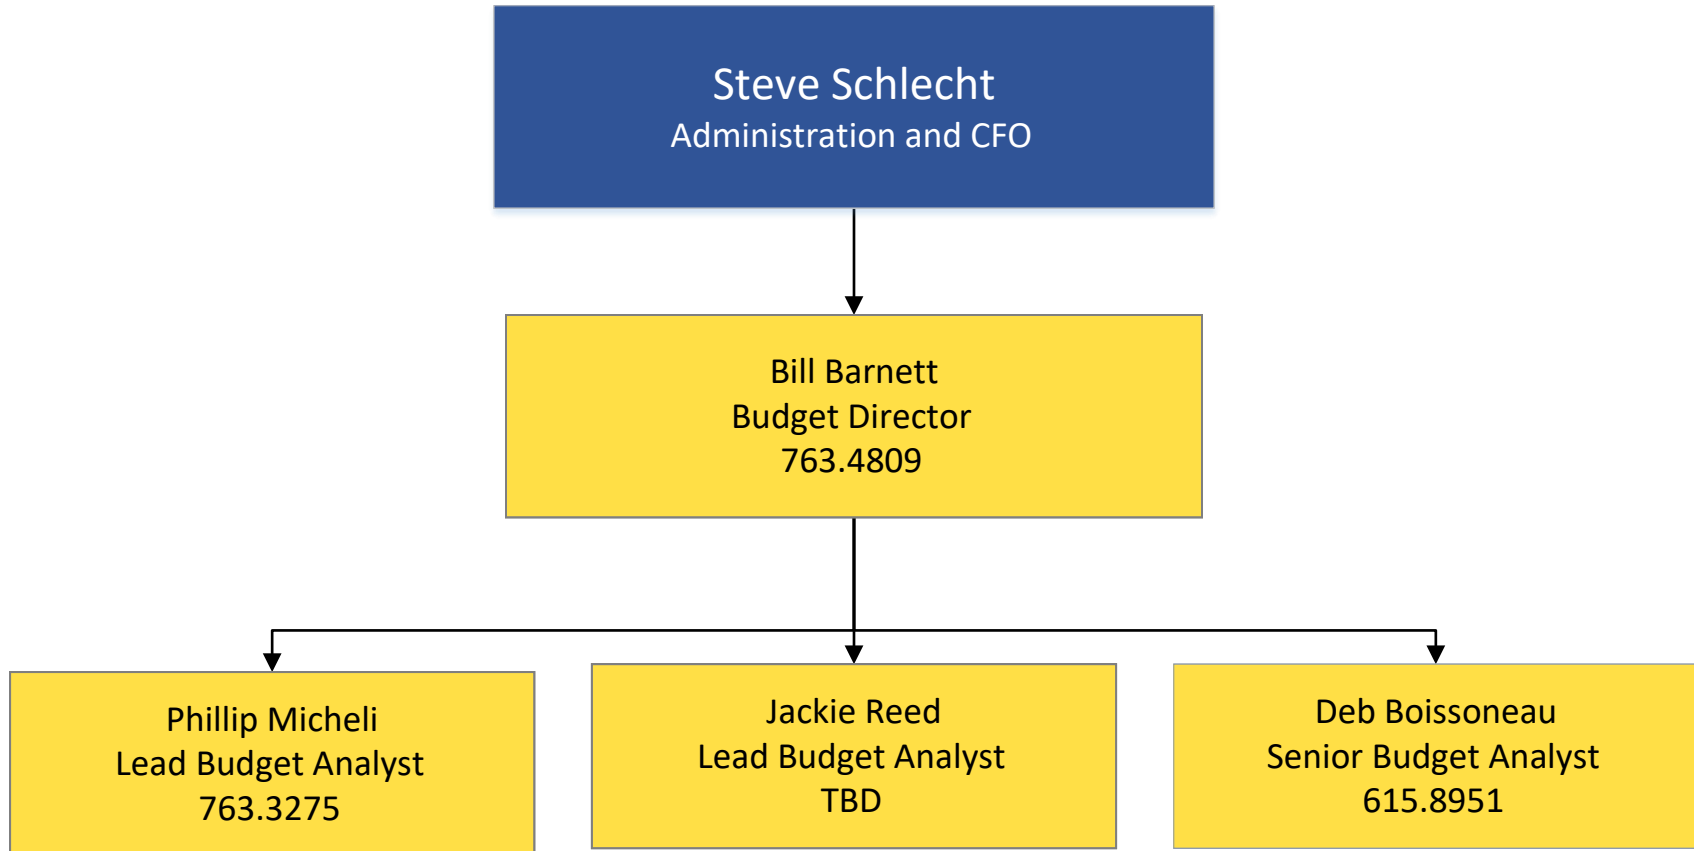 Steve Schlecht
Administration and CFO
Bill Barnett
Budget Director
763.4809
Phillip Micheli
Lead Budget Analyst
763.3275
Jackie Reed
Lead Budget Analyst
TBD
Deb Boissoneau
Senior Budget Analyst
615.8951